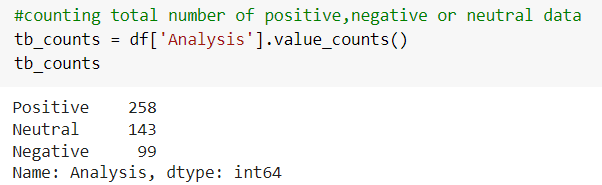 #counting total number of positive,negative or neutral data
tb_counts = df['Analysis'].value_counts()
tb_counts
Positive    258
Neutral     143
Negative     99
Name: Analysis, dtype: int64